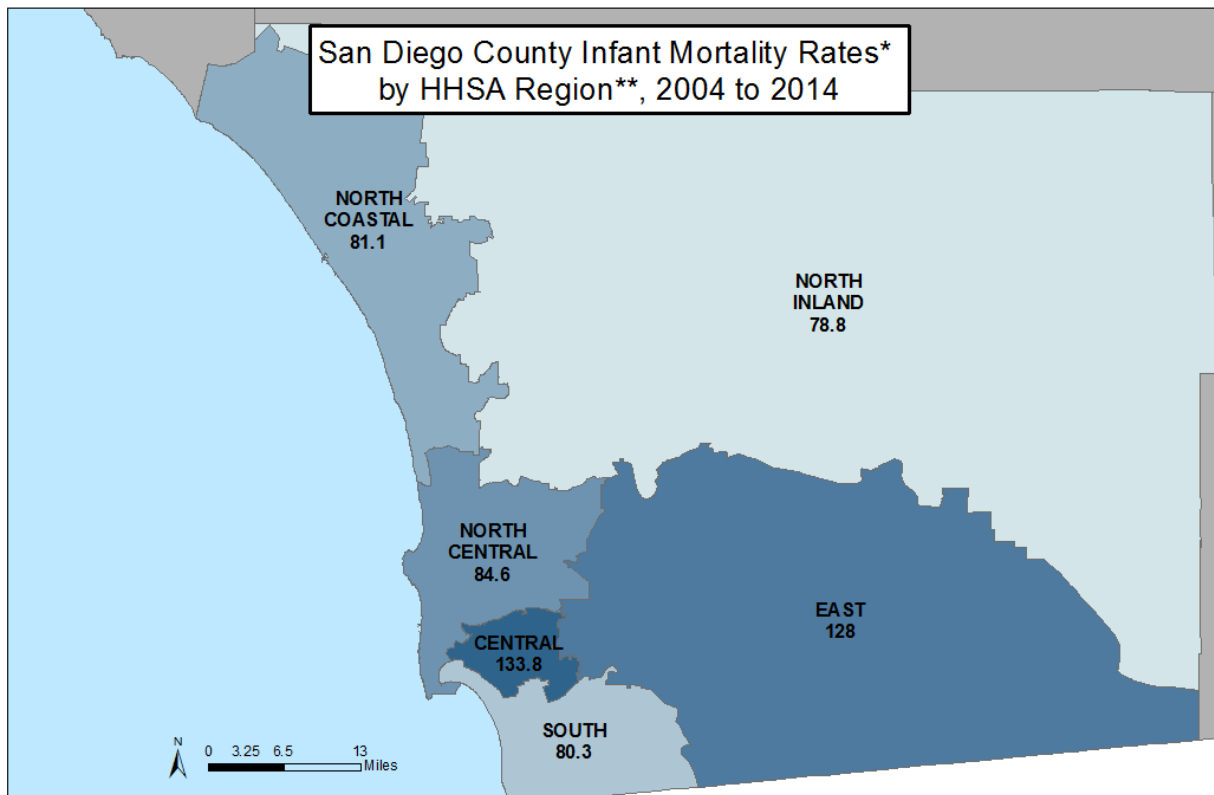 San Diego County Infant Mortality Rates*
by HHSA Region**, 2004 to 2014
NORTH
COASTAL
81.1
NORTH
INLAND
78.8
NORTH
CENTRAL
84.6
EAST
128
CENTRAL
133.8
SOUTH
80.3
N
0 3.25 6.5 13
Miles